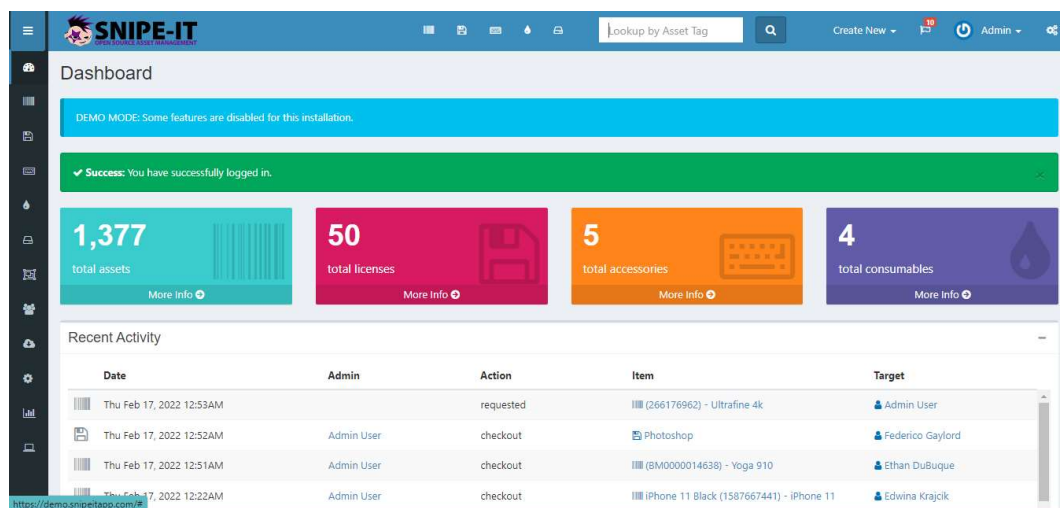 SNIPE-IT
OPEN SOURCE ASSET MANAGEMENT
Lookup by Asset Tag
Create New
10
Admin
Dashboard
DEMO MODE: Some features are disabled for this installation.
Success: You have successfully logged in.
×
1,377
total assets
More Info
50
total licenses
More Info
5
total accessories
More Info
4
total consumables
More Info
Recent Activity
Date Admin Action Item Target
Thu Feb 17, 2022 12:53AM requested (266176962) - Ultrafine 4k Admin User
Thu Feb 17, 2022 12:52AM Admin User checkout Photoshop Federico Gaylord
Thu Feb 17, 2022 12:51AM Admin User checkout (BM0000014638) - Yoga 910 Ethan DuBuque
Thu Feb 17, 2022 12:22AM Admin User checkout iPhone 11 Black (1587667441) - iPhone 11 Edwina Krajcik
https://demo.snipeitapp.com/#